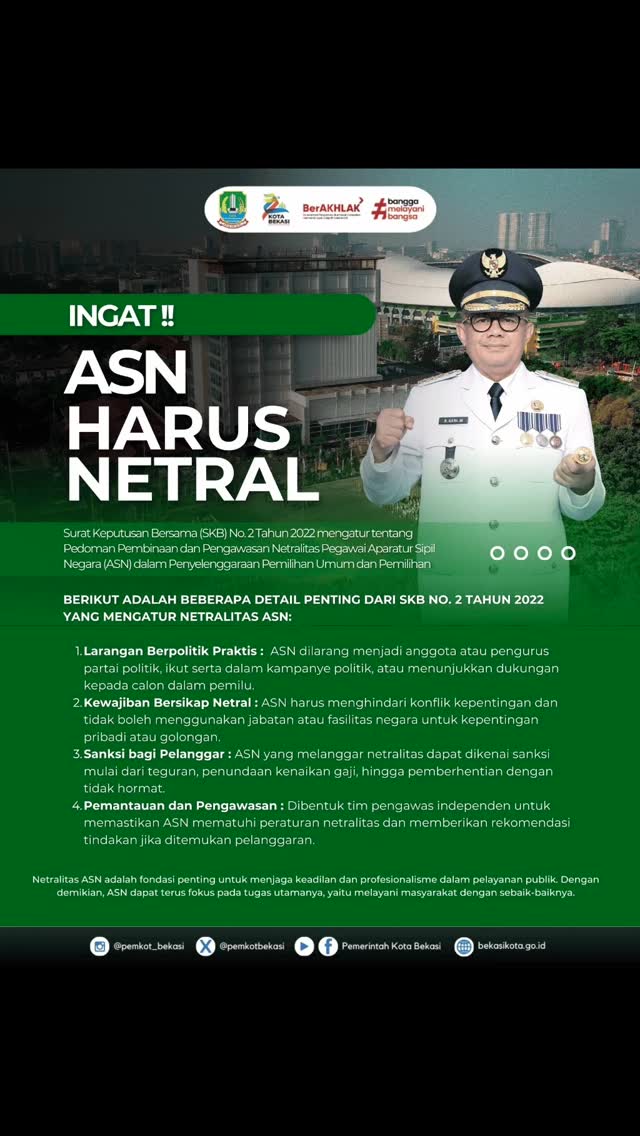 KOTA
BEKASI
BerAKHLAK
#bangga
melayani
bangsa
INGAT !!
ASN
HARUS
NETRAL
Surat Keputusan Bersama (SKB) No. 2 Tahun 2022 mengatur tentang
Pedoman Pembinaan dan Pengawasan Netralitas Pegawai Aparatur Sipil
Negara (ASN) dalam Penyelenggaraan Pemilihan Umum dan Pemilihan
BERIKUT ADALAH BEBERAPA DETAIL PENTING DARI SKB NO. 2 TAHUN 2022
YANG MENGATUR NETRALITAS ASN:
1. Larangan Berpolitik Praktis : ASN dilarang menjadi anggota atau pengurus
partai politik, ikut serta dalam kampanye politik, atau menunjukkan dukungan
kepada calon dalam pemilu.
2. Kewajiban Bersikap Netral : ASN harus menghindari konflik kepentingan dan
tidak boleh menggunakan jabatan atau fasilitas negara untuk kepentingan
pribadi atau golongan.
3. Sanksi bagi Pelanggar : ASN yang melanggar netralitas dapat dikenai sanksi
mulai dari teguran, penundaan kenaikan gaji, hingga pemberhentian dengan
tidak hormat.
4. Pemantauan dan Pengawasan : Dibentuk tim pengawas independen untuk
memastikan ASN mematuhi peraturan netralitas dan memberikan rekomendasi
tindakan jika ditemukan pelanggaran.
Netralitas ASN adalah fondasi penting untuk menjaga keadilan dan profesionalisme dalam pelayanan publik. Dengan
demikian, ASN dapat terus fokus pada tugas utamanya, yaitu melayani masyarakat dengan sebaik-baiknya.
@pemkot_bekasi @pemkotbekasi Pemerintah Kota Bekasi bekasikota.go.id